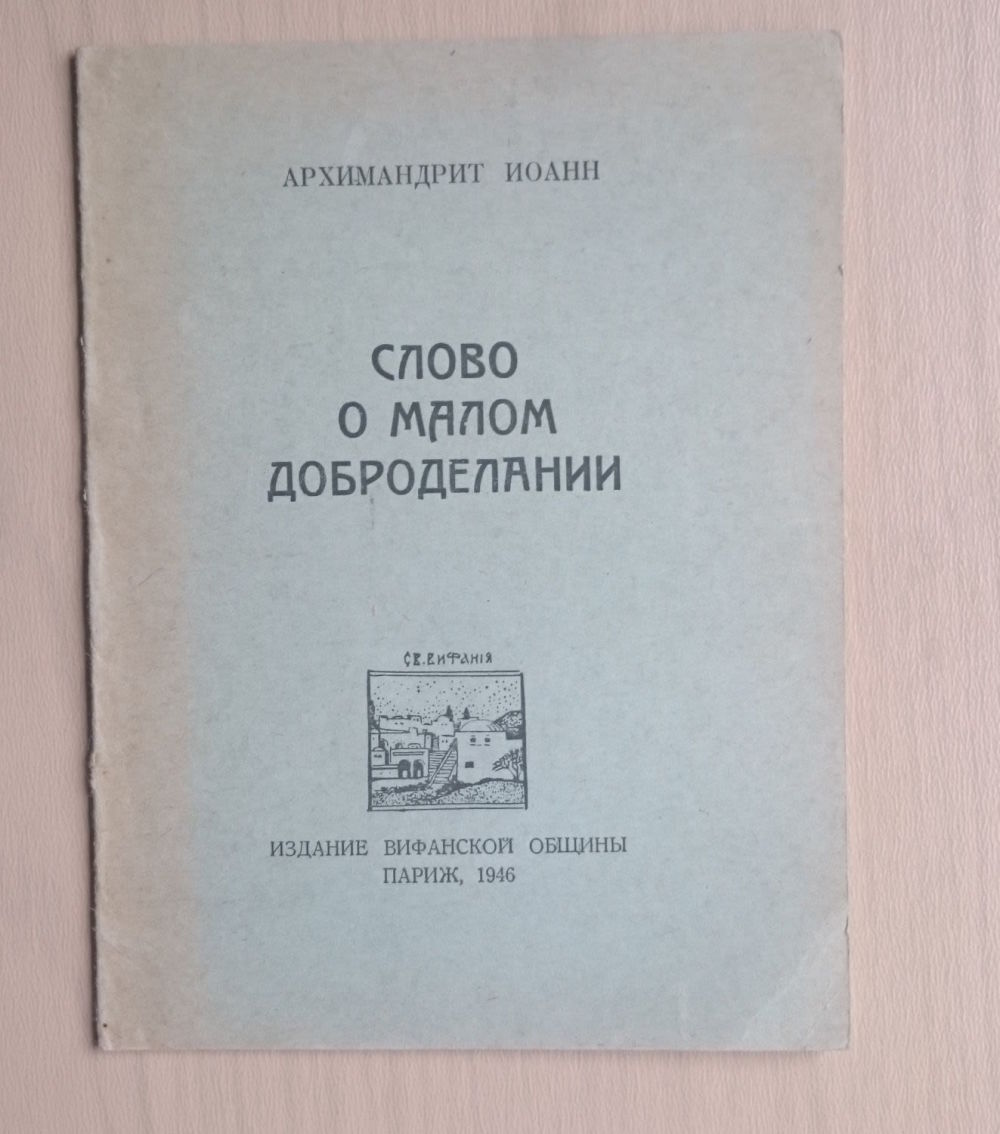 АРХИМАНДРИТ ИОАНН
СЛОВО
О МАЛОМ
ДОБРОДЕЛАНИИ
СВ. ВИФАНІЯ
ИЗДАНИЕ ВИФАНСКОЙ ОБЩИНЫ
ПАРИЖ, 1946